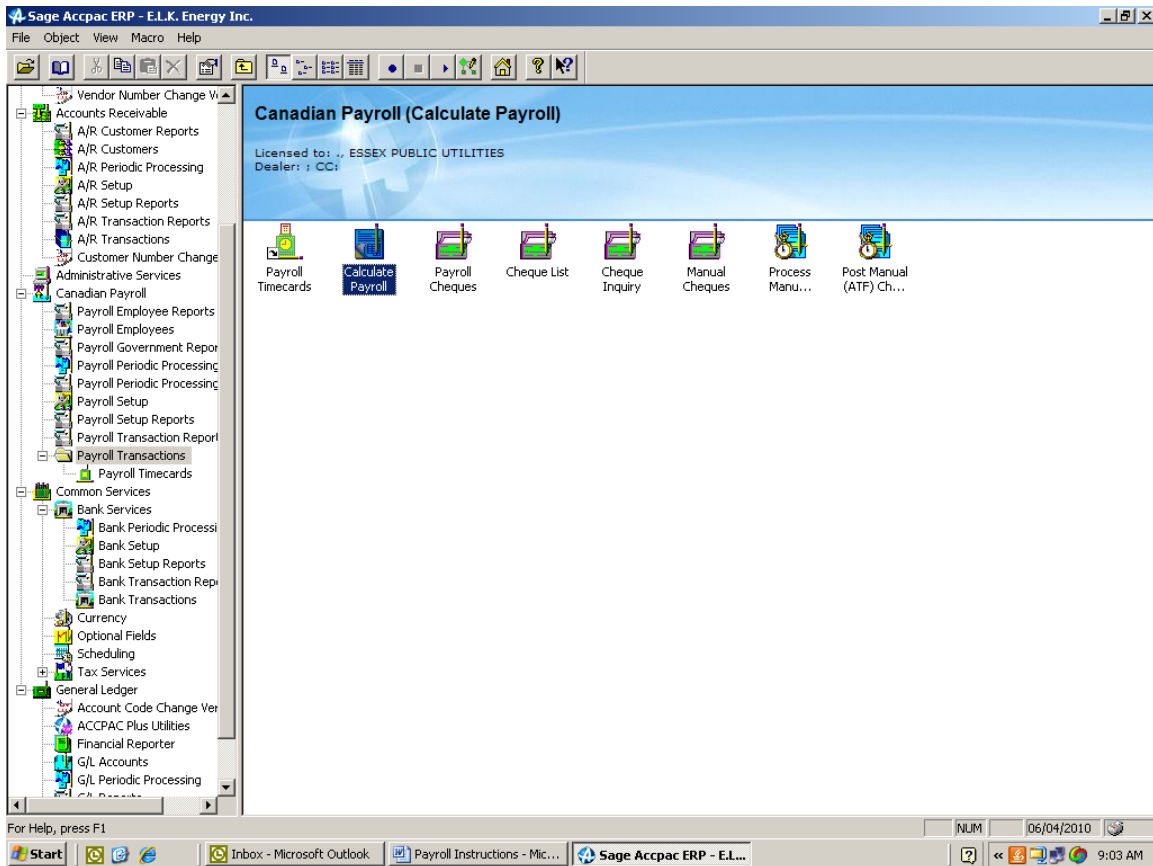 Sage Accpac ERP - E.L.K. Energy Inc.
File Object View Macro Help
Vendor Number Change V
Accounts Receivable
A/R Customer Reports
A/R Customers
A/R Periodic Processing
A/R Setup
A/R Setup Reports
A/R Transaction Reports
A/R Transactions
Customer Number Change
Administrative Services
Canadian Payroll
Payroll Employee Reports
Payroll Employees
Payroll Government Repor
Payroll Periodic Processing
Payroll Periodic Processing
Payroll Setup
Payroll Setup Reports
Payroll Transaction Report
Payroll Transactions
Payroll Timecards
Common Services
Bank Services
Bank Periodic Processi
Bank Setup
Bank Setup Reports
Bank Transaction Rep
Bank Transactions
Currency
Optional Fields
Scheduling
Tax Services
General Ledger
Account Code Change Ver
ACCPAC Plus Utilities
Financial Reporter
G/L Accounts
G/L Periodic Processing
Canadian Payroll (Calculate Payroll)
Licensed to: ., ESSEX PUBLIC UTILITIES
Dealer: ; CC:
Payroll Timecards
Calculate Payroll
Payroll Cheques
Cheque List
Cheque Inquiry
Manual Cheques
Process Manu...
Post Manual (ATF) Ch...
For Help, press F1
NUM
06/04/2010
Start
Inbox - Microsoft Outlook
Payroll Instructions - Mic...
Sage Accpac ERP - E.L...
9:03 AM